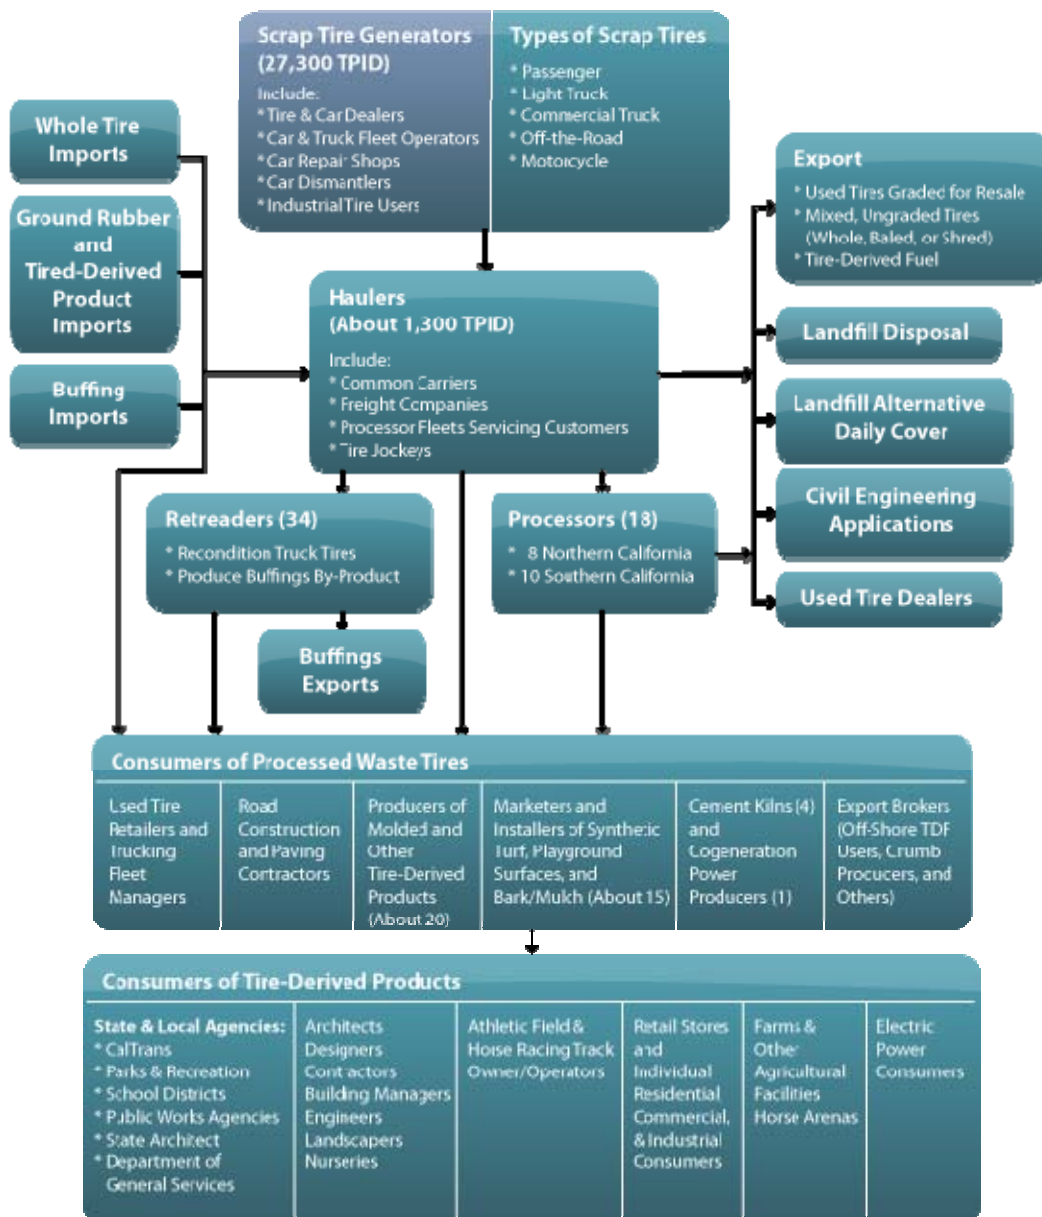 Scrap Tire Generators
(27,300 TPID)
Include:
* Tire & Car Dealers
* Car & Truck Fleet Operators
* Car Repair Shops
* Car Dismantlers
* Industrial Tire Users
Types of Scrap Tires
* Passenger
* Light Truck
* Commercial Truck
* Off-the-Road
* Motorcycle
Whole Tire
Imports
Ground Rubber
and
Tired-Derived
Product
Imports
Buffing
Imports
Haulers
(About 1,300 TPID)
Include:
* Common Carriers
* Freight Companies
* Processor Fleets Servicing Customers
* Tire Jockeys
Export
* Used Tires Graded for Resale
* Mixed, Ungraded Tires
(Whole, Baled, or Shred)
* Tire-Derived Fuel
Landfill Disposal
Landfill Alternative
Daily Cover
Civil Engineering
Applications
Used Tire Dealers
Retreaders (34)
* Recondition Truck Tires
* Produce Buffings By-Product
Processors (18)
* 8 Northern California
* 10 Southern California
Buffings
Exports
Consumers of Processed Waste Tires
Used Tire
Retailers and
Trucking
Fleet
Managers
Road
Construction
and Paving
Contractors
Producers of
Molded and
Other
Tire-Derived
Products
(About 20)
Marketers and
Installers of Synthetic
Turf, Playground
Surfaces, and
Bark/Mulch (About 15)
Cement Kilns (4)
and
Cogeneration
Power
Producers (1)
Export Brokers
(Off-Shore TDF
Users, Crumb
Procucers, and
Others)
Consumers of Tire-Derived Products
State & Local Agencies:
* CalTrans
* Parks & Recreation
* School Districts
* Public Works Agencies
* State Architect
* Department of
General Services
Architects
Designers
Contractors
Building Managers
Engineers
Landscapers
Nurseries
Athletic Field &
Horse Racing Track
Owner/Operators
Retail Stores
and
Individual
Residential
Commercial,
& Industrial
Consumers
Farms &
Other
Agricultural
Facilities
Horse Arenas
Electric
Power
Consumers